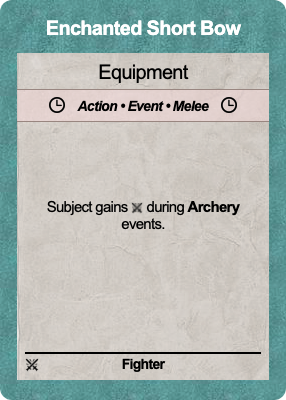 Enchanted Short Bow
Equipment
Action • Event • Melee
Subject gains during Archery
events.
Fighter